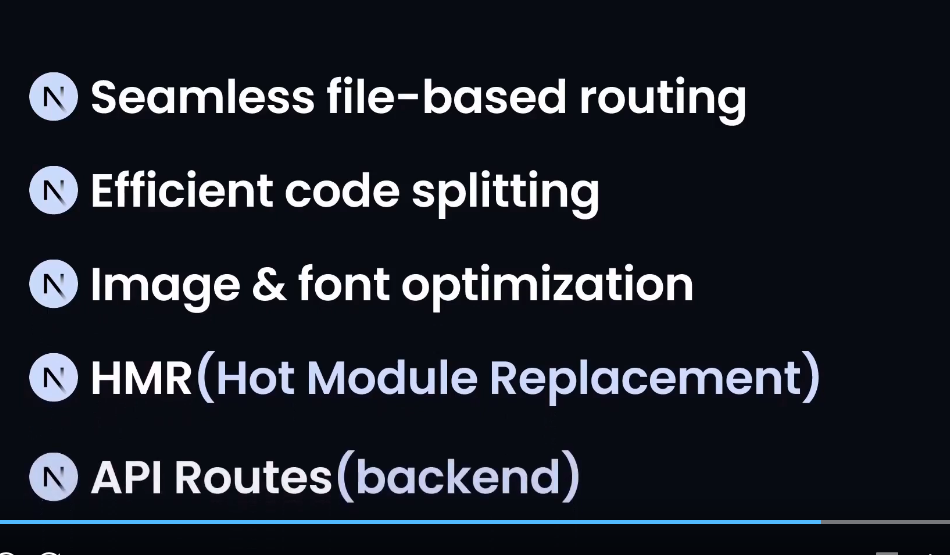 Seamless file-based routing
Efficient code splitting
Image & font optimization
HMR(Hot Module Replacement)
API Routes(backend)